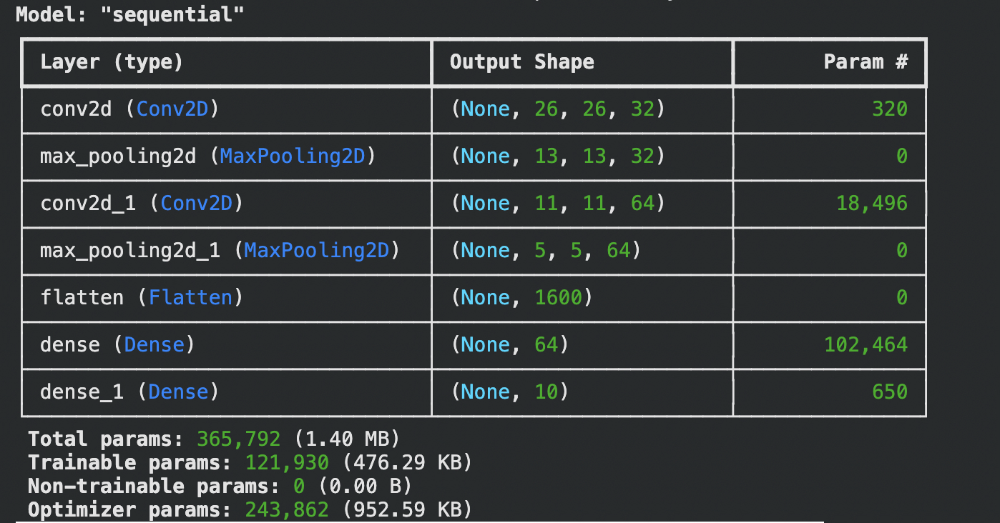 Model: "sequential"
Layer (type) Output Shape Param #
conv2d (Conv2D) (None, 26, 26, 32) 320
max_pooling2d (MaxPooling2D) (None, 13, 13, 32) 0
conv2d_1 (Conv2D) (None, 11, 11, 64) 18,496
max_pooling2d_1 (MaxPooling2D) (None, 5, 5, 64) 0
flatten (Flatten) (None, 1600) 0
dense (Dense) (None, 64) 102,464
dense_1 (Dense) (None, 10) 650
Total params: 365,792 (1.40 MB)
Trainable params: 121,930 (476.29 KB)
Non-trainable params: 0 (0.00 B)
Optimizer params: 243,862 (952.59 KB)